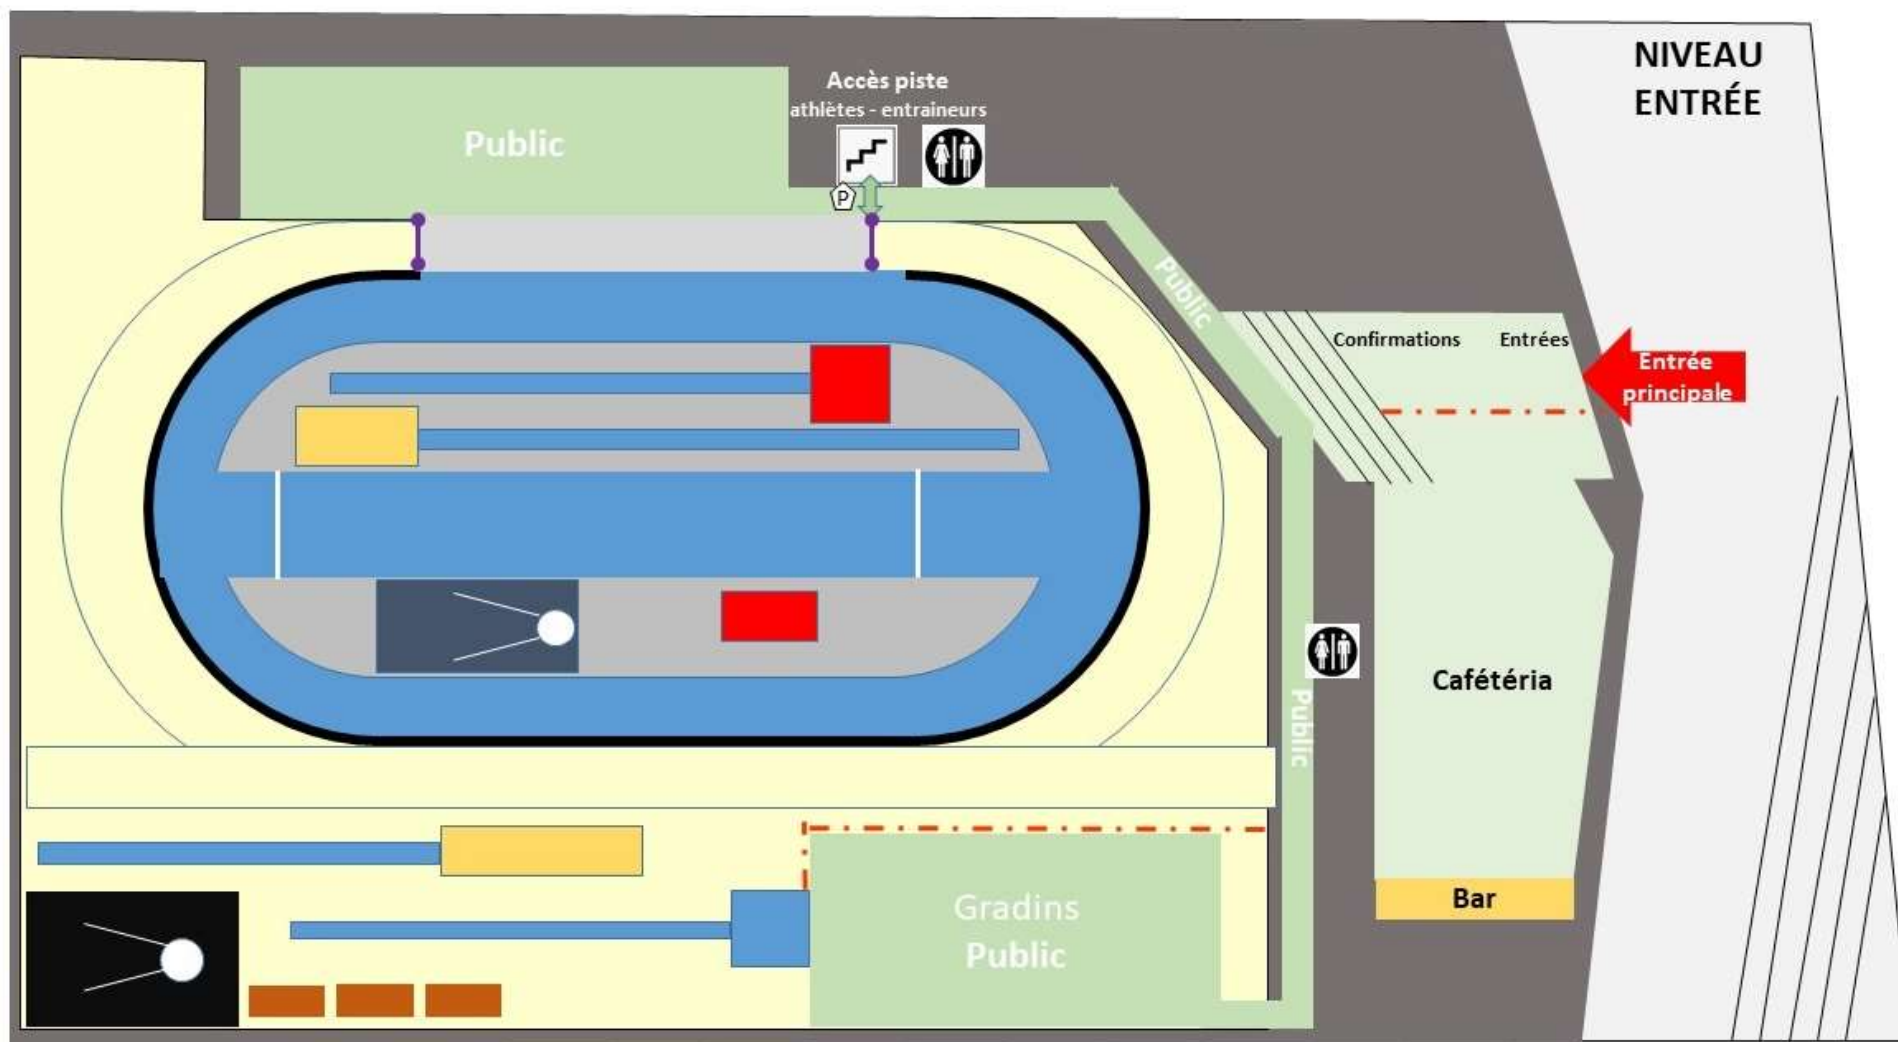 NIVEAU
ENTRÉE
Accès piste
athlètes - entraineurs
Public
P
Public
Confirmations
Entrées
Entrée
principale
Public
Cafétéria
Bar
Gradins
Public